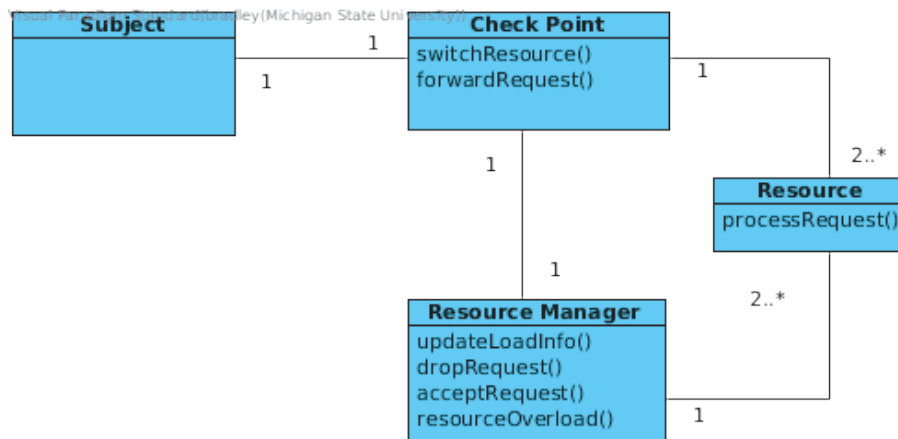 Subject
1
1
Check Point
switchResource()
forwardRequest()
1
2..*
Resource
processRequest()
1
1
2..*
Resource Manager
updateLoadInfo()
dropRequest()
acceptRequest()
resourceOverload()
1